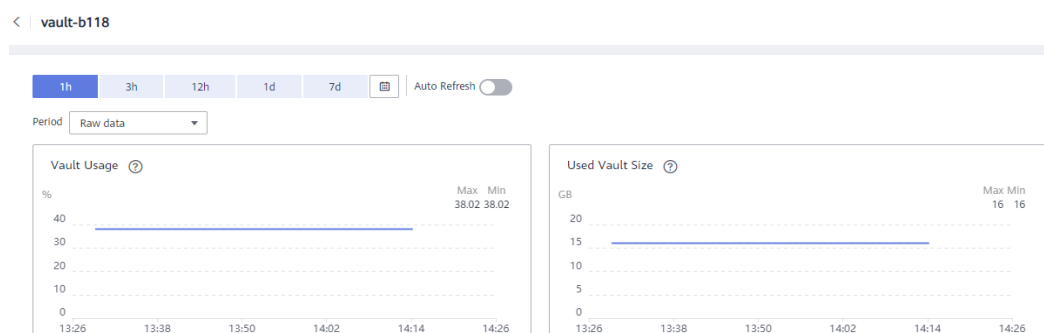 < vault-b118
1h 3h 12h 1d 7d Auto Refresh
Period Raw data
Vault Usage ?
%
Max Min
38.02 38.02
40
30
20
10
0
13:26 13:38 13:50 14:02 14:14 14:26
Used Vault Size ?
GB
Max Min
16 16
20
15
10
5
0
13:26 13:38 13:50 14:02 14:14 14:26